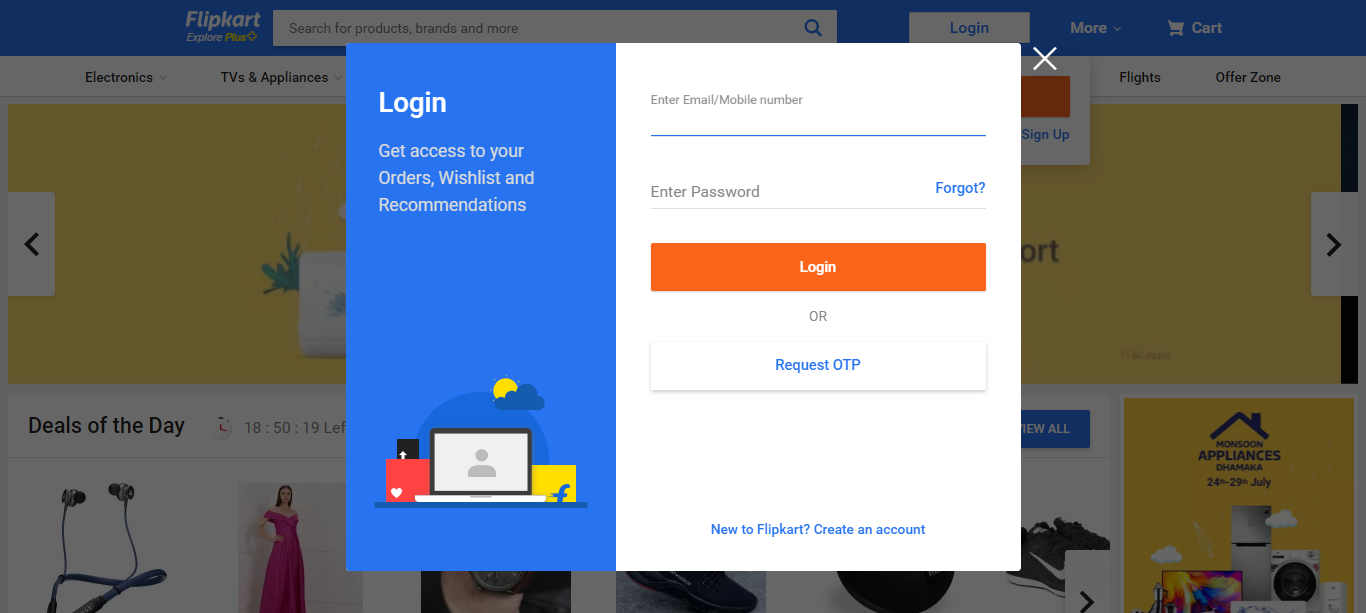 Flipkart
Explore Plus
Search for products, brands and more
Login
More
Cart
Electronics
TVs & Appliances
Flights
Offer Zone
Sign Up
Login
Get access to your
Orders, Wishlist and
Recommendations
Enter Email/Mobile number
Enter Password
Forgot?
Login
OR
Request OTP
New to Flipkart? Create an account
ort
*T&C Apply
Deals of the Day
18 : 50 : 19 Lef
VIEW ALL
MONSOON
APPLIANCES
DHAMAKA
24th-29th July